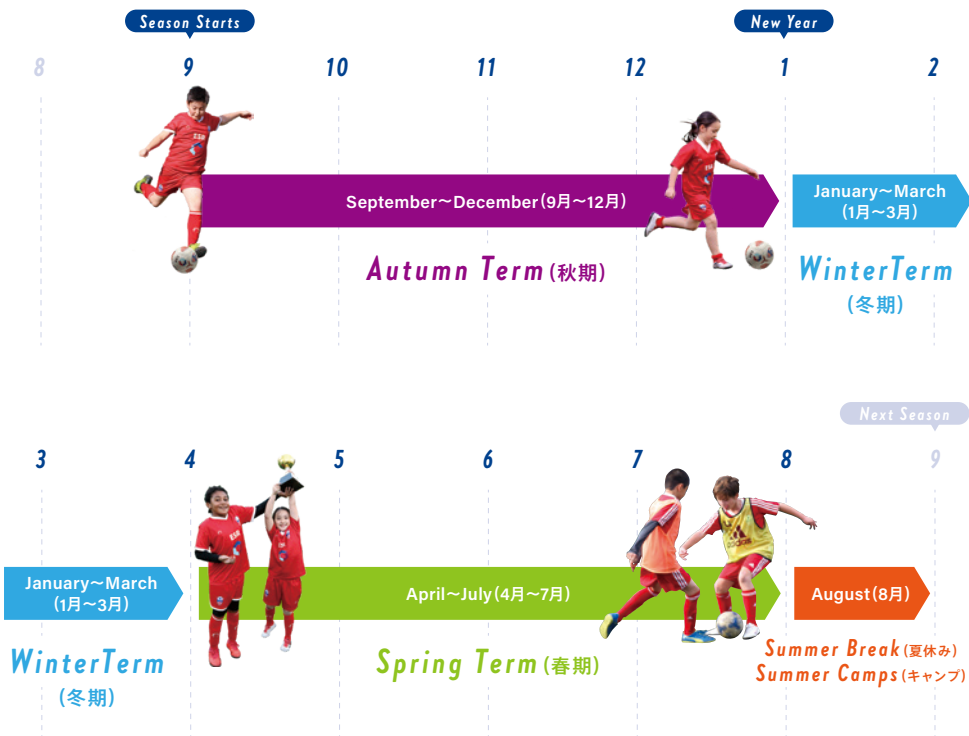 Season Starts
New Year
8
9
10
11
12
1
2
September~December(9月~12月)
January~March
(1月~3月)
Autumn Term(秋期)
WinterTerm
(冬期)
Next Season
3
4
5
6
7
8
9
January~March
(1月~3月)
April~July(4月~7月)
August(8月)
WinterTerm
(冬期)
Spring Term(春期)
Summer Break(夏休み)
Summer Camps(キャンプ)
adidas